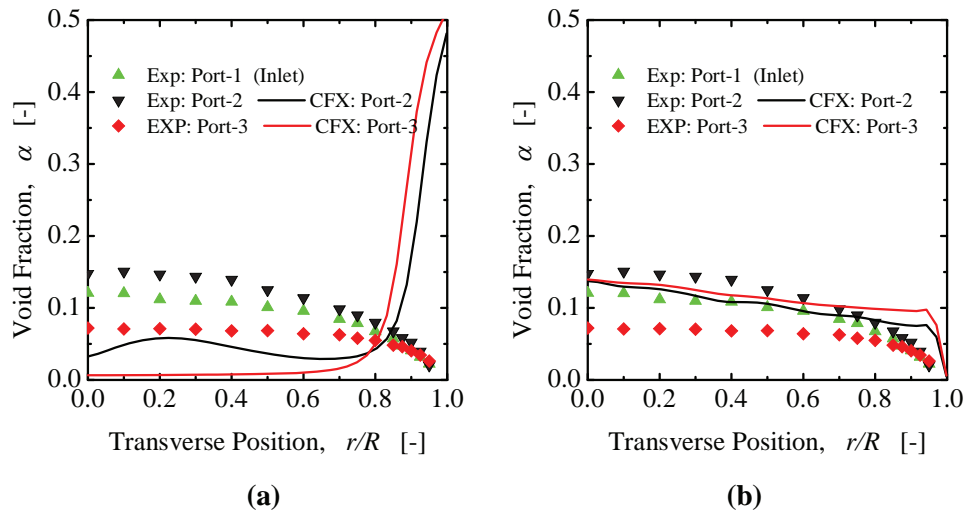 0.5
0.4
0.3
0.2
0.1
0.0
Void Fraction, α [-]
Exp: Port-1 (Inlet)
Exp: Port-2 CFX: Port-2
EXP: Port-3 CFX: Port-3
0.0 0.2 0.4 0.6 0.8 1.0
Transverse Position, r/R [-]
(a)
0.5
0.4
0.3
0.2
0.1
0.0
Void Fraction, α [-]
Exp: Port-1 (Inlet)
Exp: Port-2 CFX: Port-2
EXP: Port-3 CFX: Port-3
0.0 0.2 0.4 0.6 0.8 1.0
Transverse Position, r/R [-]
(b)